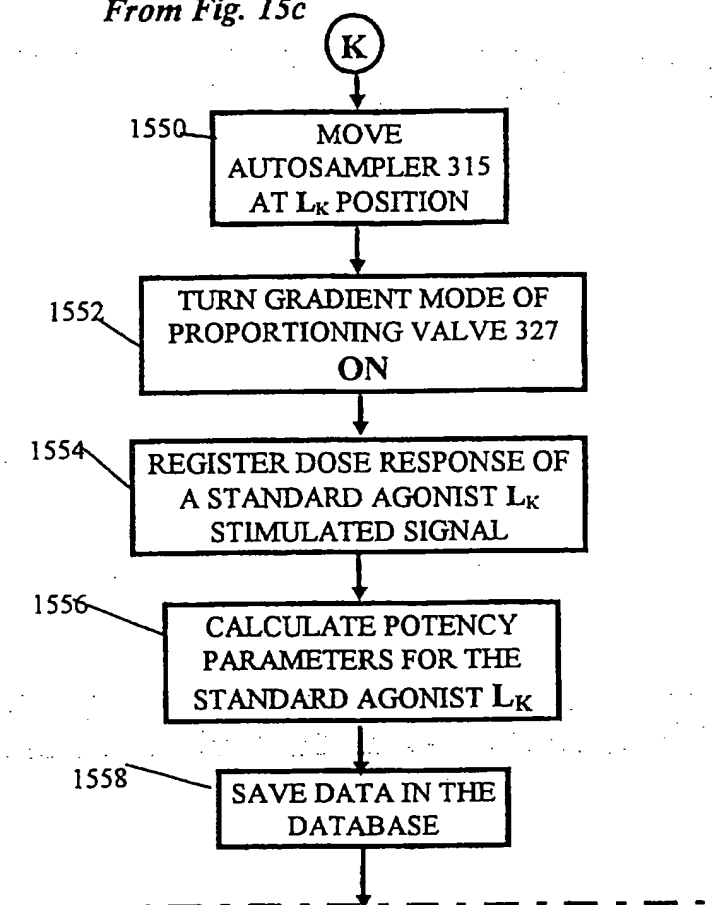 From Fig. 15c
K
1550
MOVE
AUTOSAMPLER 315
AT LK POSITION
1552
TURN GRADIENT MODE OF
PROPORTIONING VALVE 327
ON
1554
REGISTER DOSE RESPONSE OF
A STANDARD AGONIST LK
STIMULATED SIGNAL
1556
CALCULATE POTENCY
PARAMETERS FOR THE
STANDARD AGONIST LK
1558
SAVE DATA IN THE
DATABASE